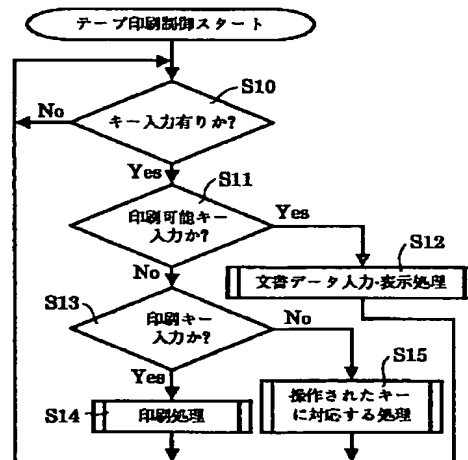 テープ印刷制御スタート
S10
No
キー入力有りか?
Yes
S11
印刷可能キー
入力か?
Yes
S12
No
文書データ入力・表示処理
S13
印刷キー
入力か?
No
S15
Yes
操作されたキー
に対応する処理
S14
印刷処理